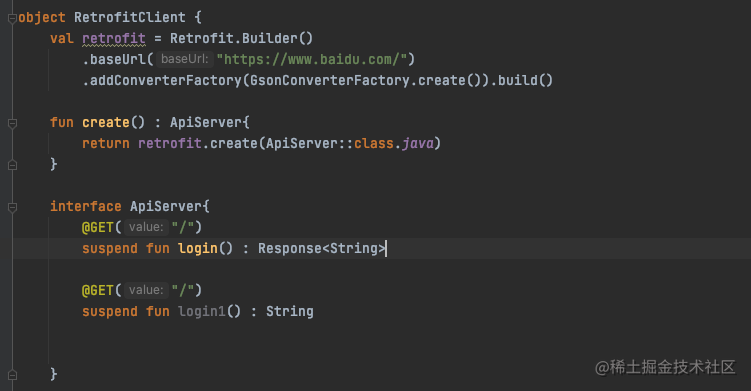 object RetrofitClient {
val retrofit = Retrofit.Builder()
.baseUrl( baseUrl: "https://www.baidu.com/")
.addConverterFactory(GsonConverterFactory.create()).build()
fun create() : ApiServer{
return retrofit.create(ApiServer::class.java)
}
interface ApiServer{
@GET( value: "/")
suspend fun login() : Response<String>
@GET( value: "/")
suspend fun login1() : String
}
@稀土掘金技术社区